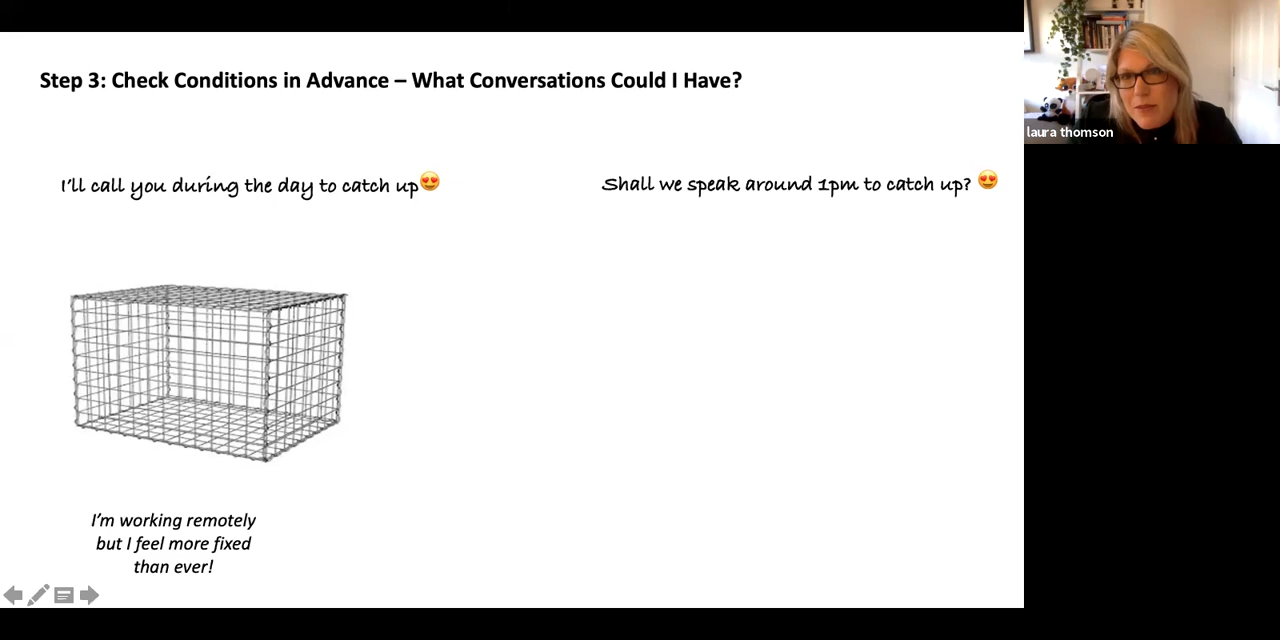 Step 3: Check Conditions in Advance – What Conversations Could I Have?
laura thomson
I'll call you during the day to catch up😍
Shall we speak around 1pm to catch up? 😍
I'm working remotely
but I feel more fixed
than ever!